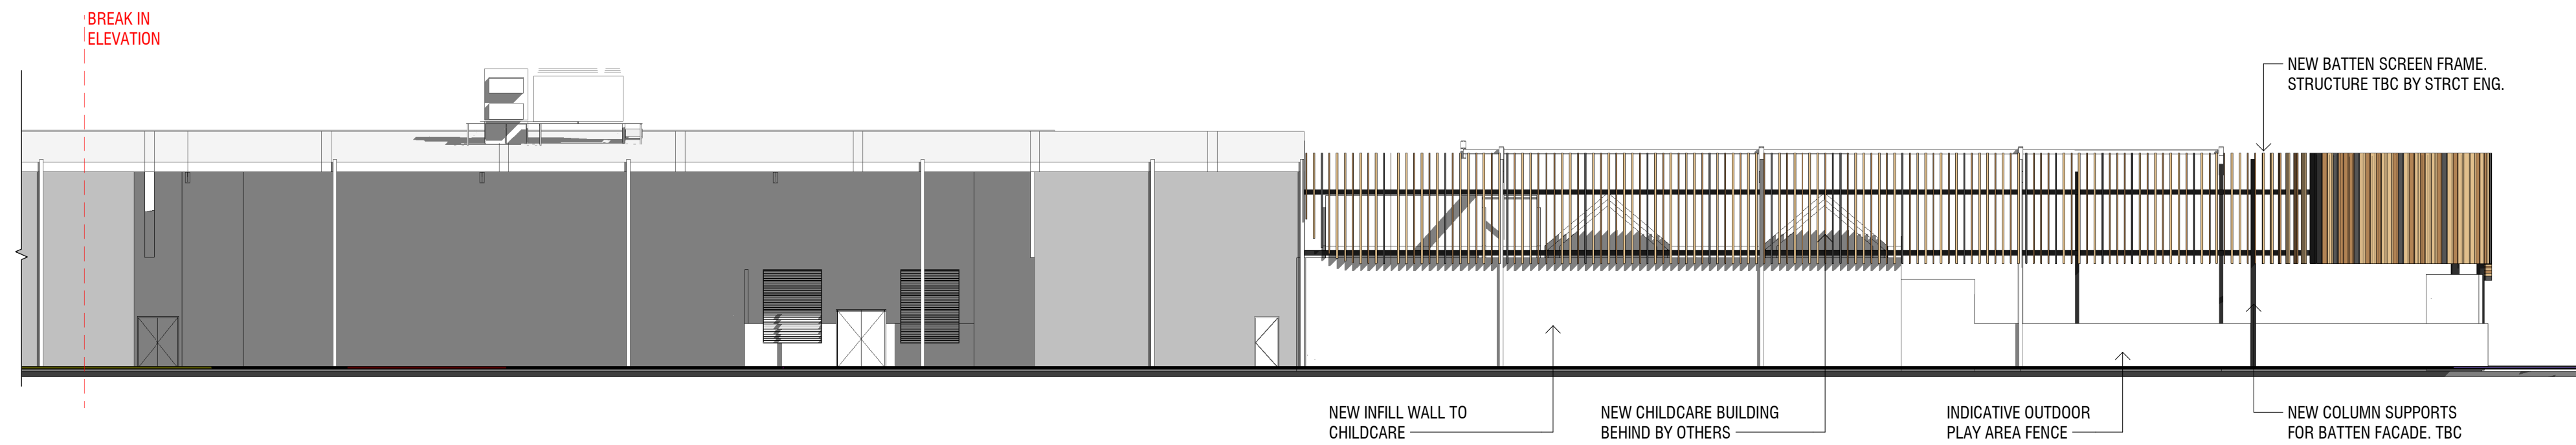 BREAK IN
ELEVATION
NEW BATTEN SCREEN FRAME.
STRUCTURE TBC BY STRCT ENG.
NEW INFILL WALL TO
CHILDCARE
NEW CHILDCARE BUILDING
BEHIND BY OTHERS
INDICATIVE OUTDOOR
PLAY AREA FENCE
NEW COLUMN SUPPORTS
FOR BATTEN FACADE. TBC